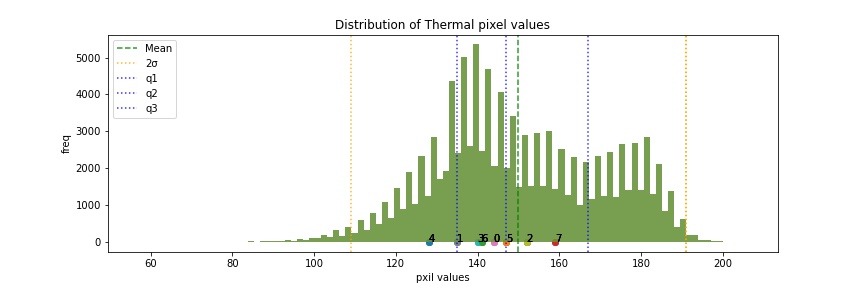 Distribution of Thermal pixel values
Mean
2σ
q1
q2
q3
freq
5000
4000
3000
2000
1000
0
4 1 3 6 0 5 2 7
60 80 100 120 140 160 180 200
pxil values